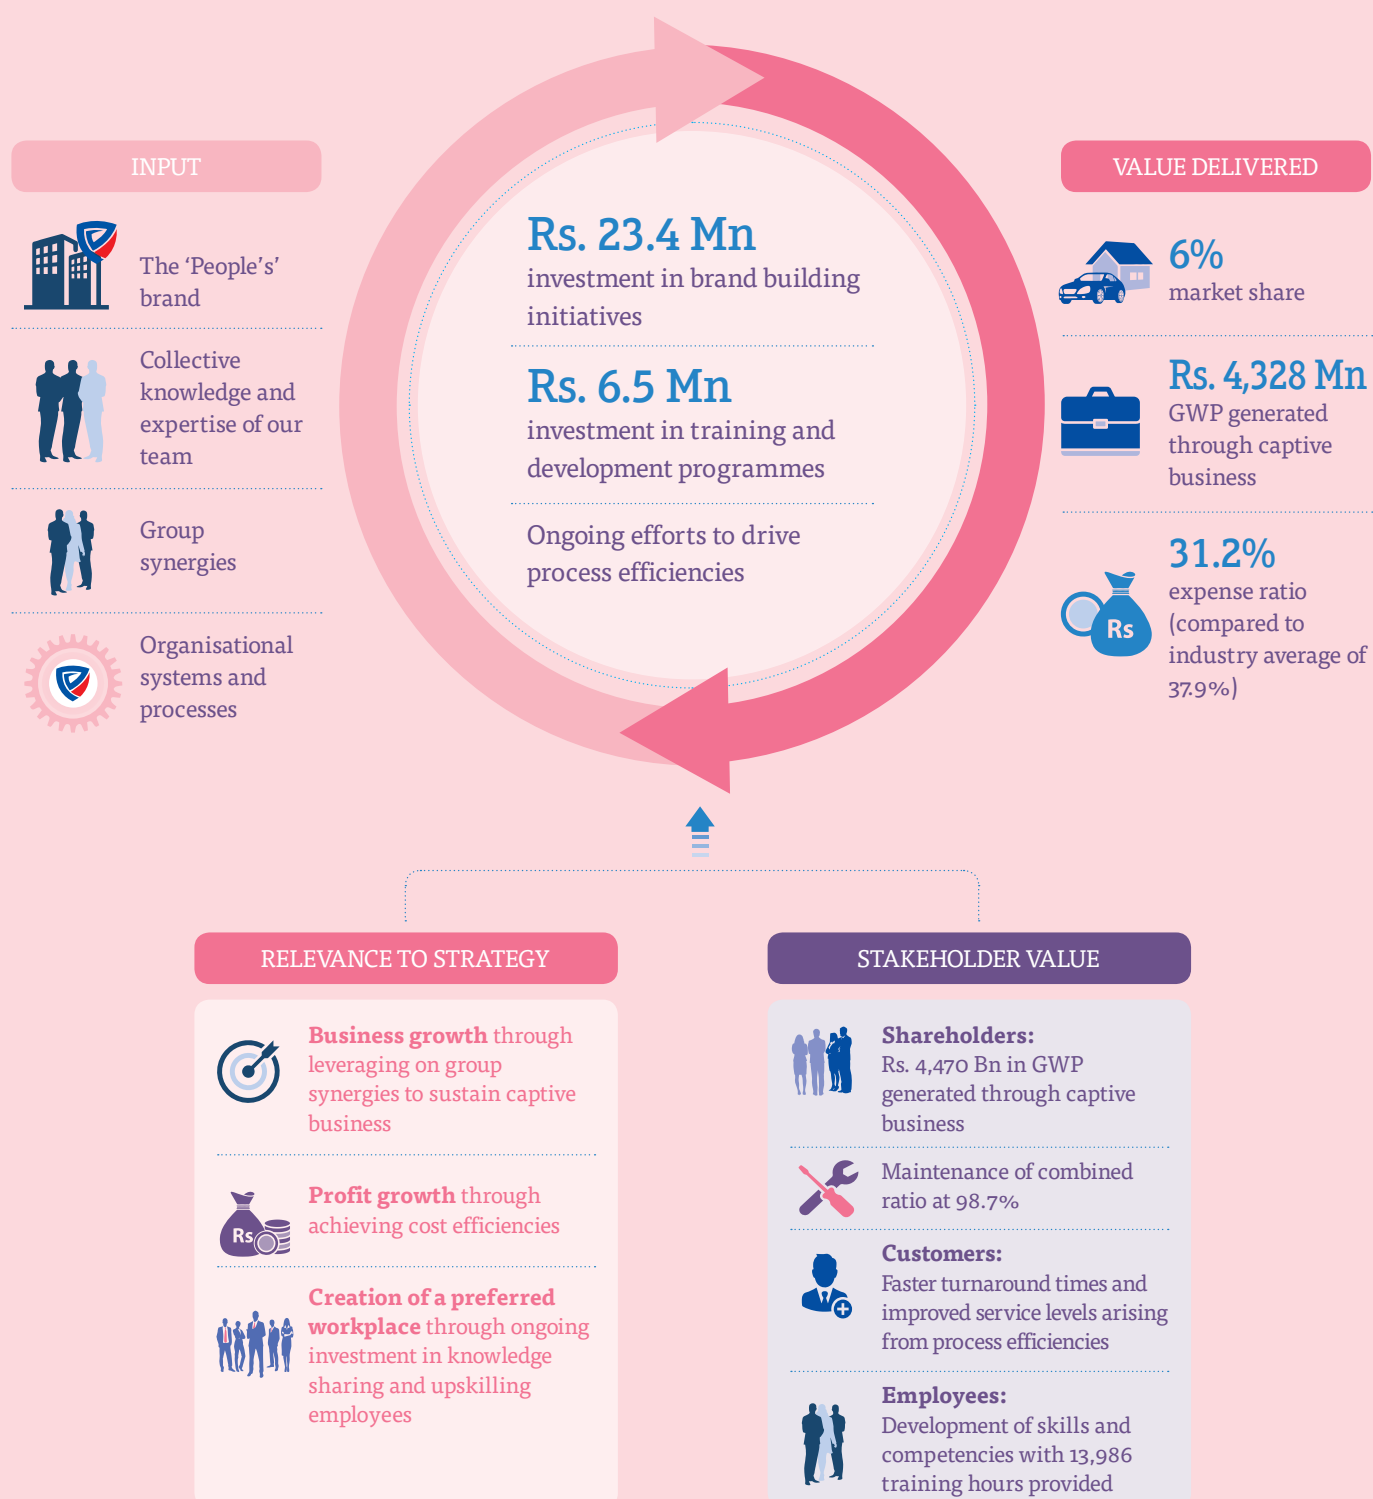 INPUT
The ‘People’s’
brand
Collective
knowledge and
expertise of our
team
Group
synergies
Organisational
systems and
processes
Rs. 23.4 Mn
investment in brand building
initiatives
Rs. 6.5 Mn
investment in training and
development programmes
Ongoing efforts to drive
process efficiencies
VALUE DELIVERED
6%
market share
Rs. 4,328 Mn
GWP generated
through captive
business
Rs
31.2%
expense ratio
(compared to
industry average of
37.9%)
RELEVANCE TO STRATEGY
Business growth through
leveraging on group
synergies to sustain captive
business
Rs
Profit growth through
achieving cost efficiencies
Creation of a preferred
workplace through ongoing
investment in knowledge
sharing and upskilling
employees
STAKEHOLDER VALUE
Shareholders:
Rs. 4,470 Bn in GWP
generated through captive
business
Maintenance of combined
ratio at 98.7%
Customers:
Faster turnaround times and
improved service levels arising
from process efficiencies
Employees:
Development of skills and
competencies with 13,986
training hours provided